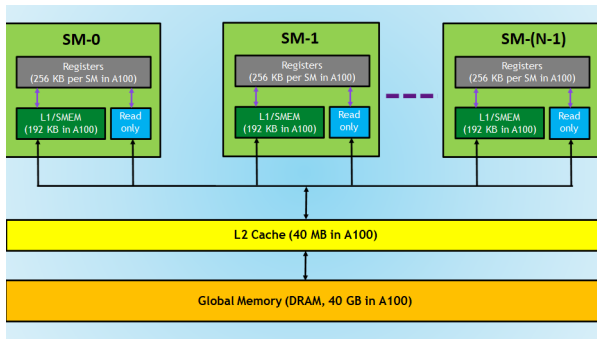 SM-0
Registers
(256 KB per SM in A100)
L1/SMEM
(192 KB in A100)
Read
only
SM-1
Registers
(256 KB per SM in A100)
L1/SMEM
(192 KB in A100)
Read
only
SM-(N-1)
Registers
(256 KB per SM in A100)
L1/SMEM
(192 KB in A100)
Read
only
L2 Cache (40 MB in A100)
Global Memory (DRAM, 40 GB in A100)